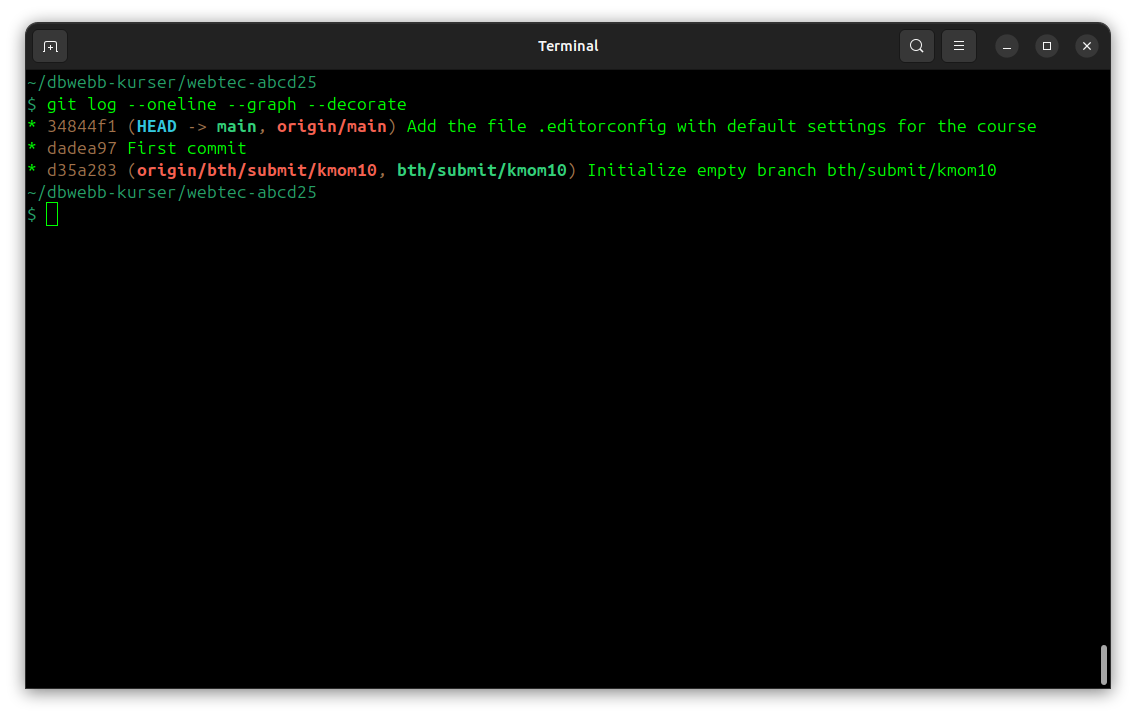 Terminal
~/dbwebb-kurser/webtec-abcd25
$ git log --oneline --graph --decorate
* 34844f1 (HEAD -> main, origin/main) Add the file .editorconfig with default settings for the course
* dadea97 First commit
* d35a283 (origin/bth/submit/kmom10, bth/submit/kmom10) Initialize empty branch bth/submit/kmom10
~/dbwebb-kurser/webtec-abcd25
$